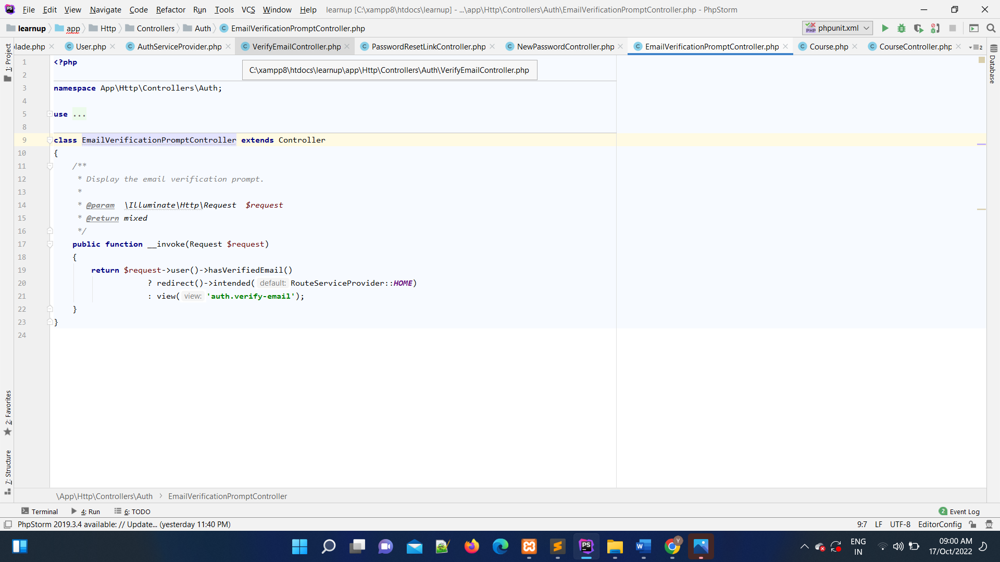 File Edit View Navigate Code Refactor Run Tools VCS Window Help learnup [C:\xampp8\htdocs\learnup] - ...\app\Http\Controllers\Auth\EmailVerificationPromptController.php - PhpStorm
learnup app Http Controllers Auth EmailVerificationPromptController.php phpunit.xml
lade.php User.php AuthServiceProvider.php VerifyEmailController.php PasswordResetLinkController.php NewPasswordController.php EmailVerificationPromptController.php Course.php CourseController.php 2
1: Project
Database
C:\xampp8\htdocs\learnup\app\Http\Controllers\Auth\VerifyEmailController.php
1 <?php
2
3 namespace App\Http\Controllers\Auth;
4
5 use ...
8
9 class EmailVerificationPromptController extends Controller
10 {
11 /**
12 * Display the email verification prompt.
13 *
14 * @param \Illuminate\Http\Request $request
15 * @return mixed
16 */
17 public function __invoke(Request $request)
18 {
19 return $request->user()->hasVerifiedEmail()
20 ? redirect()->intended( default: RouteServiceProvider::HOME)
21 : view( view: 'auth.verify-email');
22 }
23 }
24
2: Favorites
7: Structure
\App\Http\Controllers\Auth › EmailVerificationPromptController
Terminal 4: Run 6: TODO 2 Event Log
PhpStorm 2019.3.4 available: // Update... (yesterday 11:40 PM) 9:7 LF UTF-8 EditorConfig
PS
W
ENG
IN
09:00 AM
17/Oct/2022